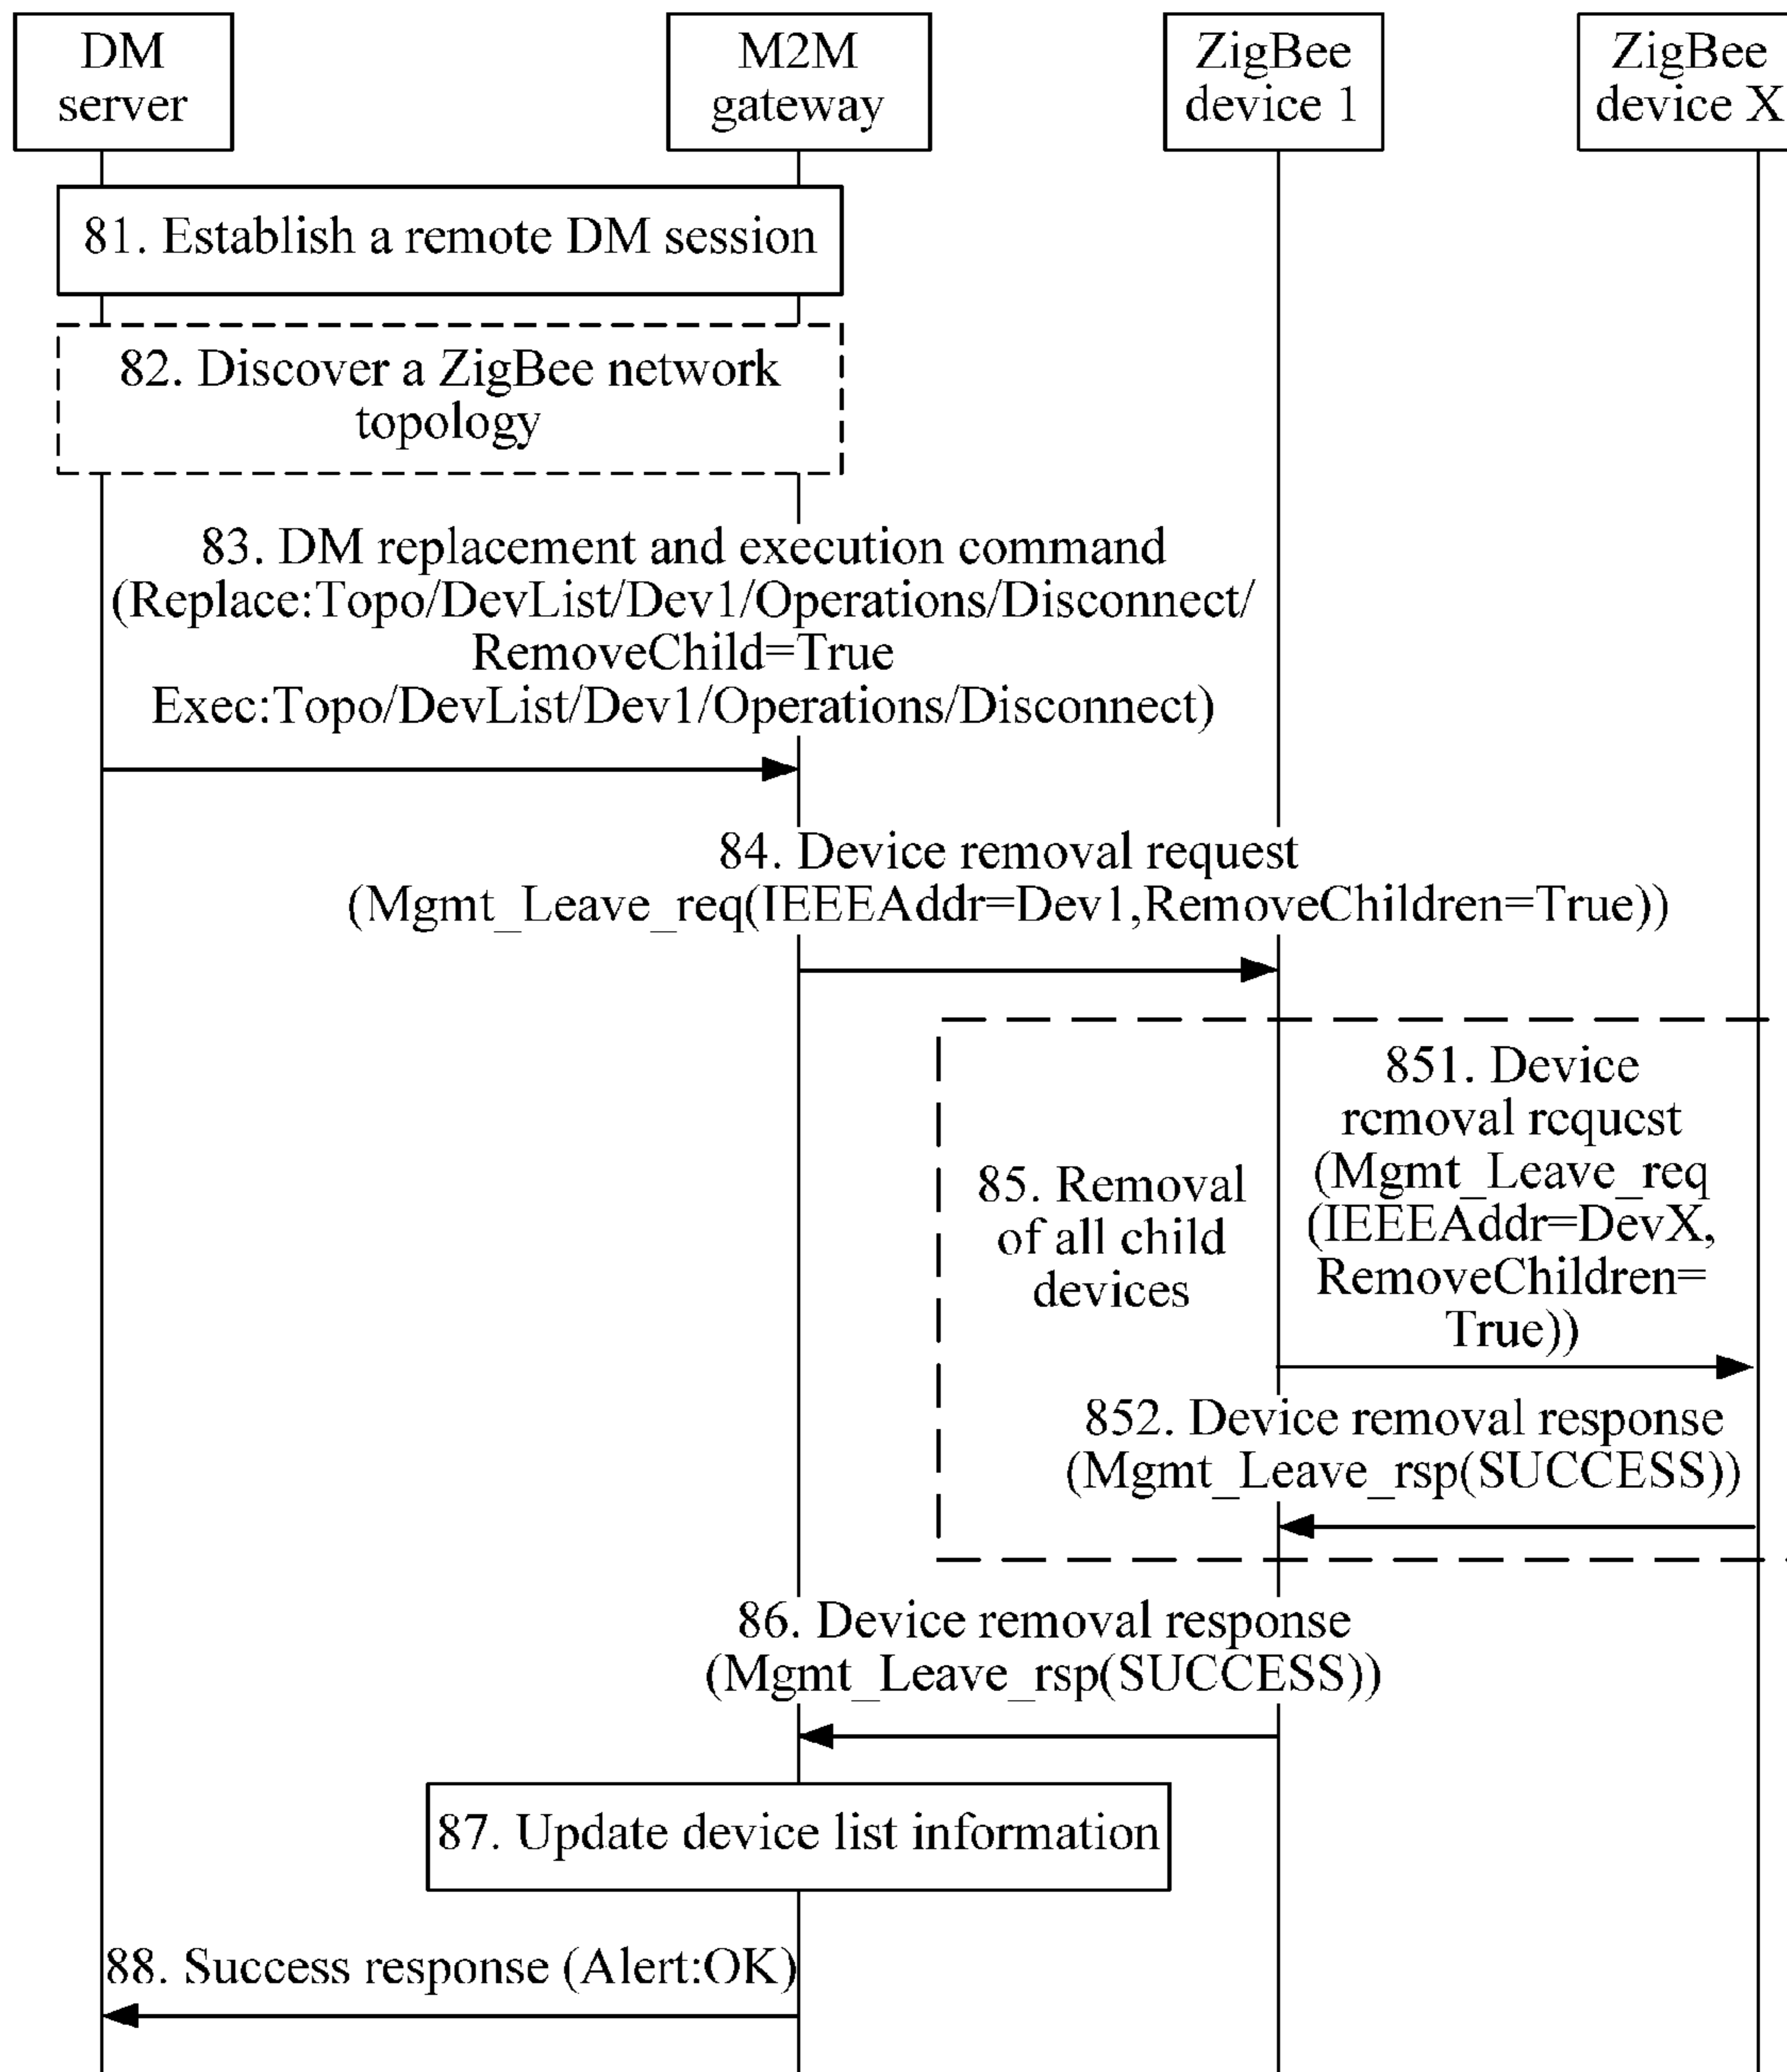 DM
server
M2M
gateway
ZigBee
device 1
ZigBee
device X
81. Establish a remote DM session
82. Discover a ZigBee network
topology
83. DM replacement and execution command
(Replace:Topo/DevList/Dev1/Operations/Disconnect/
RemoveChild=True
Exec:Topo/DevList/Dev1/Operations/Disconnect)
84. Device removal request
(Mgmt_Leave_req(IEEEAddr=Dev1,RemoveChildren=True))
85. Removal
of all child
devices
851. Device
removal request
(Mgmt_Leave_req
(IEEEAddr=DevX,
RemoveChildren=
True))
852. Device removal response
(Mgmt_Leave_rsp(SUCCESS))
86. Device removal response
(Mgmt_Leave_rsp(SUCCESS))
87. Update device list information
88. Success response (Alert:OK)